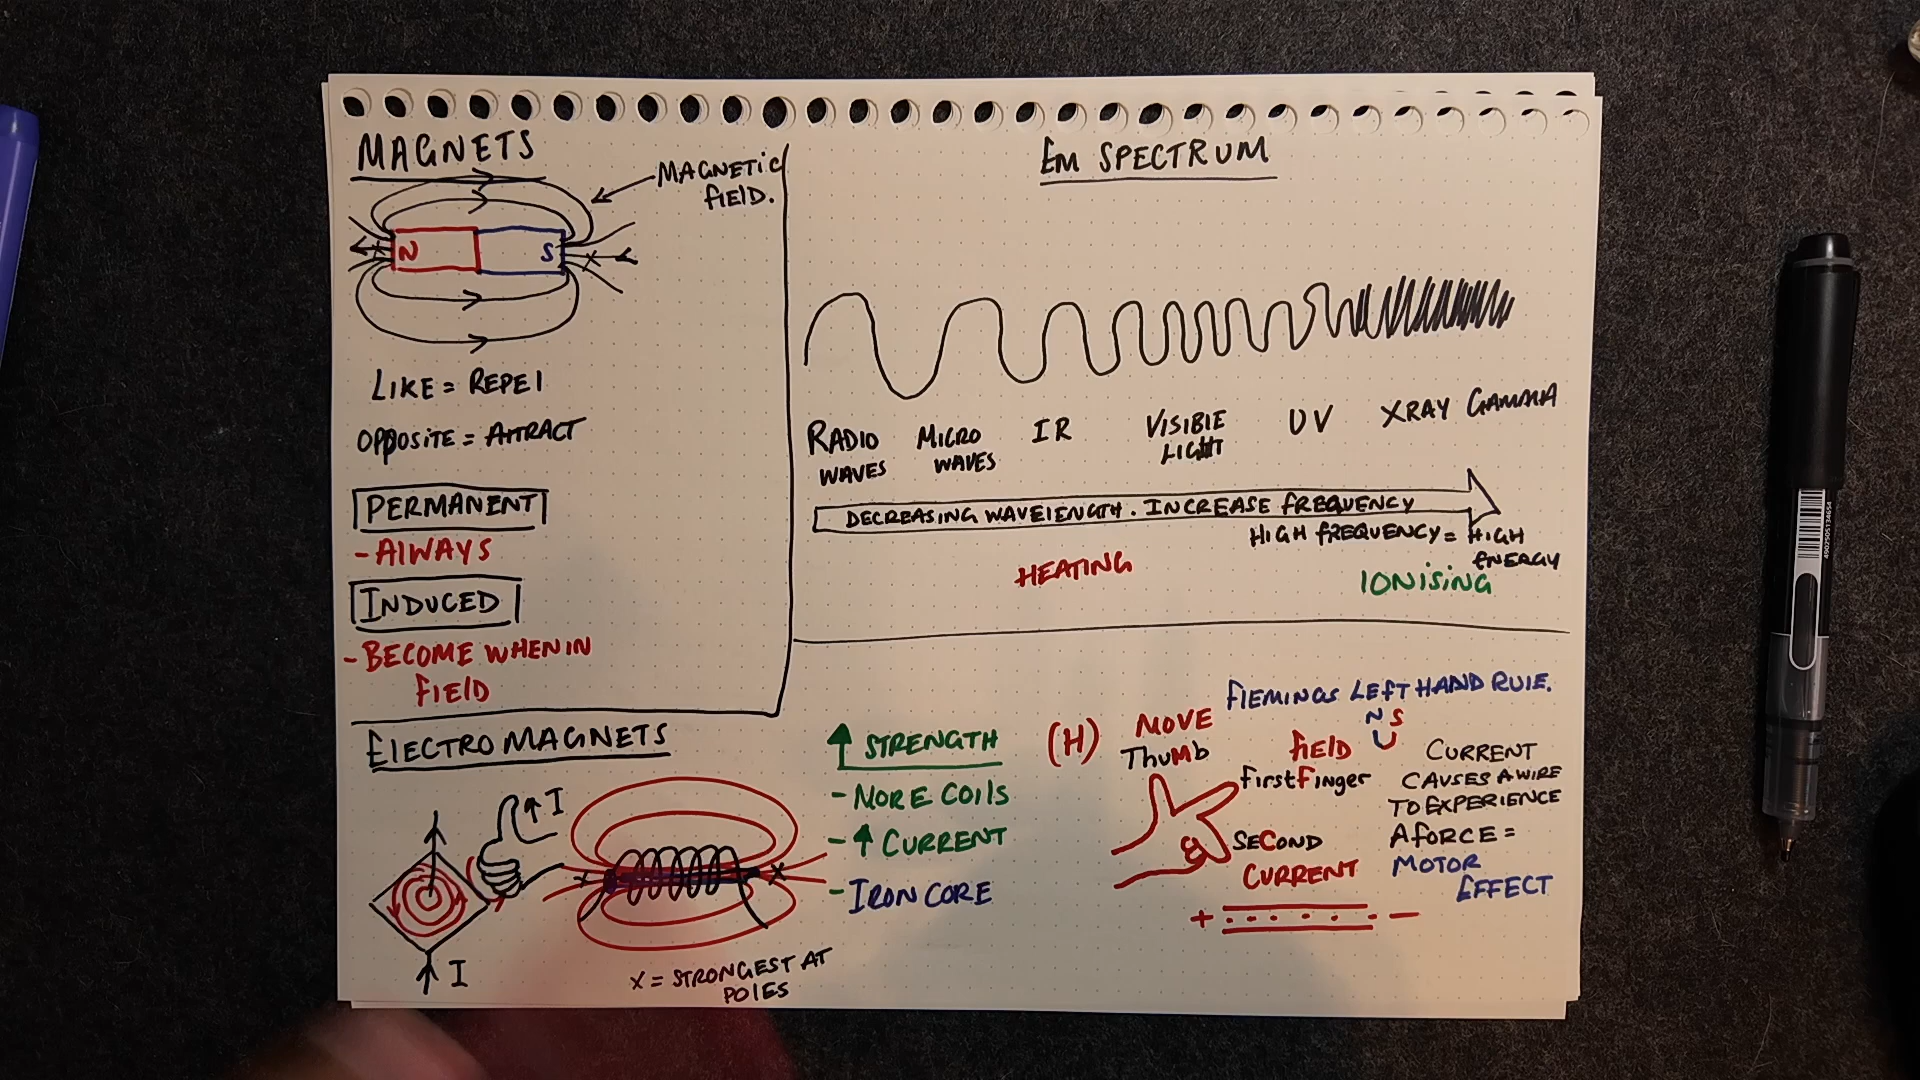 MAGNETS
MAGNETIC
FIELD.
N
S
LIKE = REPEL
OPPOSITE = ATTRACT
PERMANENT
- ALWAYS
INDUCED
- BECOME WHEN IN
FIELD
EM SPECTRUM
RADIO
WAVES
MICRO
WAVES
IR
VISIBLE
LIGHT
UV
XRAY
GAMMA
DECREASING WAVELENGTH. INCREASE FREQUENCY
HIGH FREQUENCY = HIGH
ENERGY
HEATING
IONISING
ELECTROMAGNETS
I
I
X = STRONGEST AT
POLES
↑ STRENGTH
- MORE COILS
- ↑ CURRENT
- IRON CORE
(H)
FLEMINGS LEFT HAND RULE.
MOVE
ThuMb
N S
FIELD
firstFinger
SECOND
CURRENT
+ -
CURRENT
CAUSES A WIRE
TO EXPERIENCE
A FORCE =
MOTOR
EFFECT
4902505134654